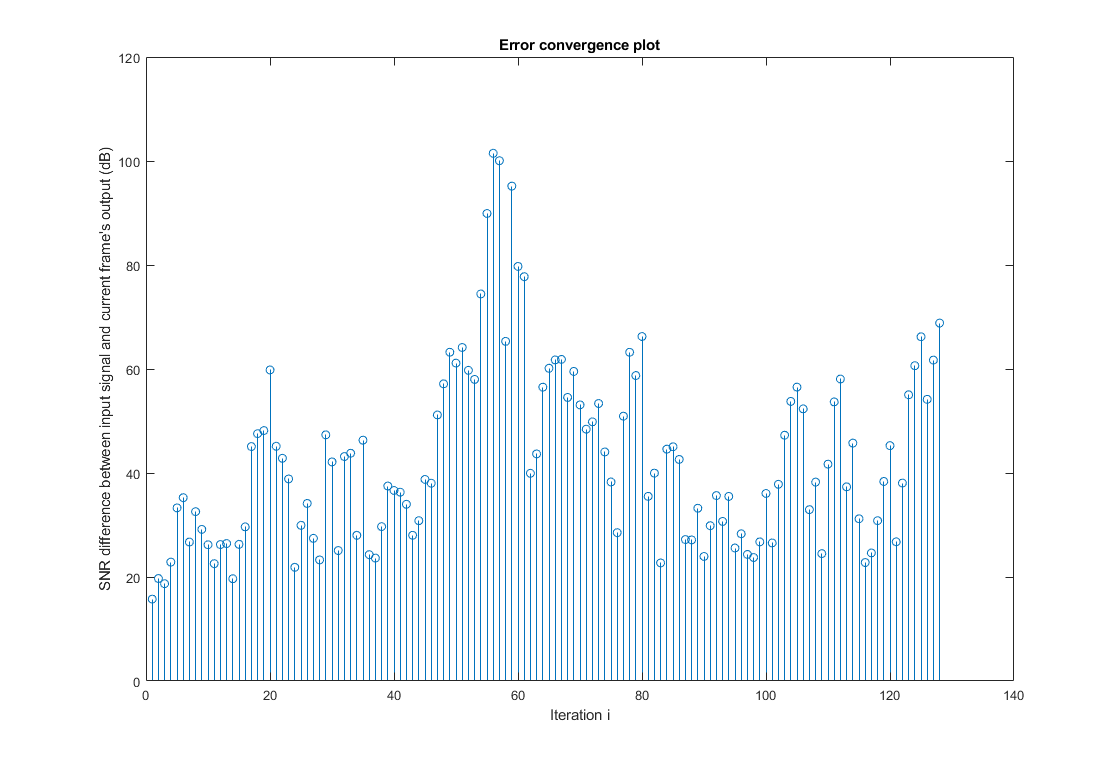 Error convergence plot
SNR difference between input signal and current frame's output (dB)
120
100
80
60
40
20
0
0 20 40 60 80 100 120 140
Iteration i